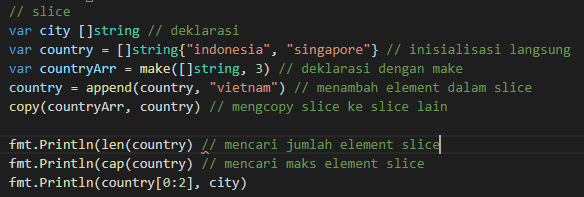 // slice
var city []string // deklarasi
var country = []string{"indonesia", "singapore"} // inisialisasi langsung
var countryArr = make([]string, 3) // deklarasi dengan make
country = append(country, "vietnam") // menambah element dalam slice
copy(countryArr, country) // mengcopy slice ke slice lain
fmt.Println(len(country) // mencari jumlah element slice
fmt.Println(cap(country) // mencari maks element slice
fmt.Println(country[0:2], city)